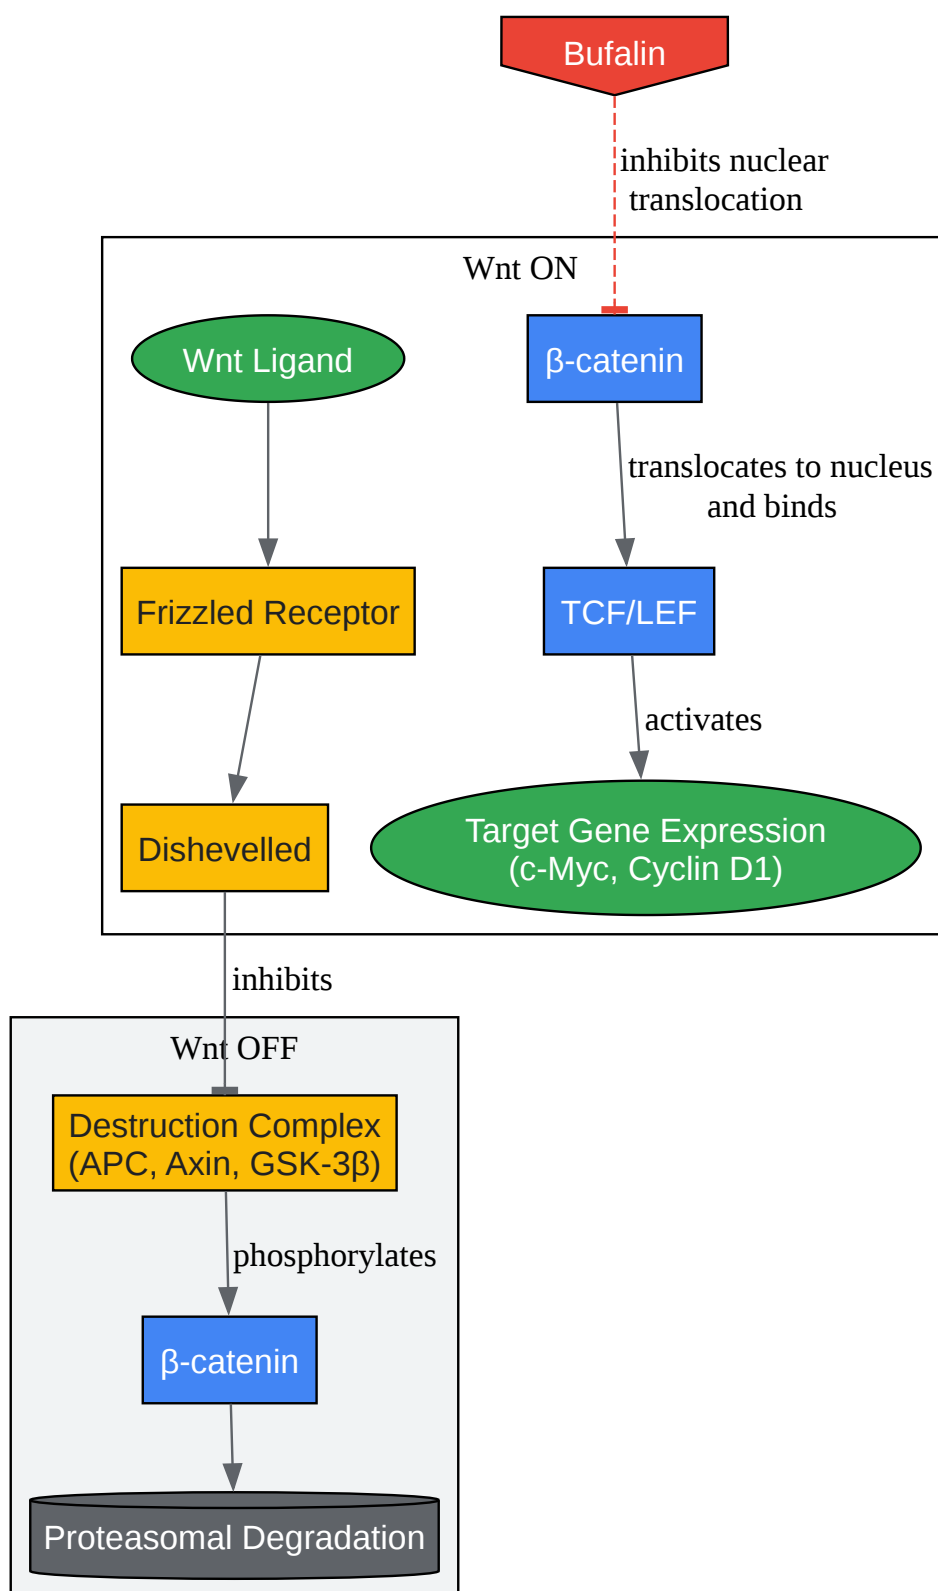 Bufalin
inhibits nuclear
translocation
Wnt ON
Wnt Ligand
β-catenin
translocates to nucleus
and binds
Frizzled Receptor
TCF/LEF
activates
Dishevelled
Target Gene Expression
(c-Myc, Cyclin D1)
inhibits
Wnt OFF
Destruction Complex
(APC, Axin, GSK-3β)
phosphorylates
β-catenin
Proteasomal Degradation